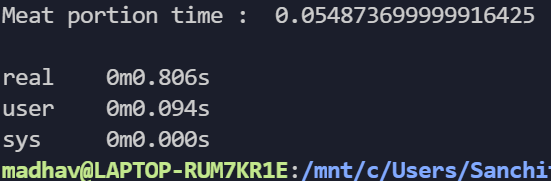 Meat portion time :  0.054873699999916425
real    0m0.806s
user    0m0.094s
sys     0m0.000s
madhav@LAPTOP-RUM7KR1E:/mnt/c/Users/Sanchi